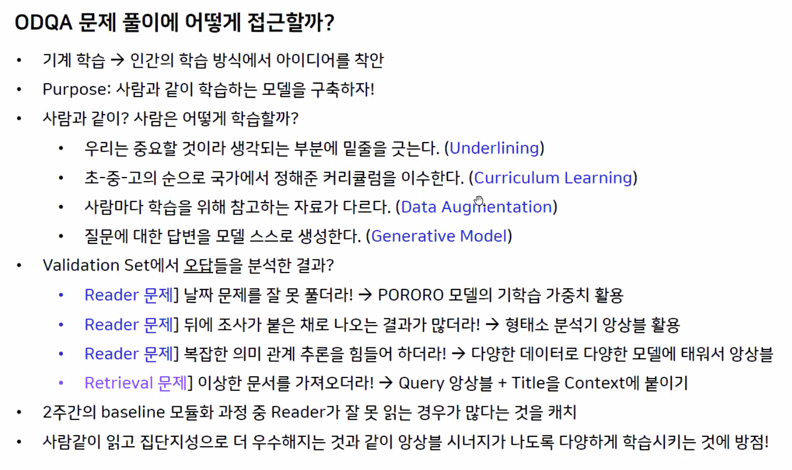 ODQA 문제 풀이에 어떻게 접근할까?
• 기계 학습 → 인간의 학습 방식에서 아이디어를 착안
• Purpose: 사람과 같이 학습하는 모델을 구축하자!
• 사람과 같이? 사람은 어떻게 학습할까?
• 우리는 중요할 것이라 생각되는 부분에 밑줄을 긋는다. (Underlining)
• 초-중-고의 순으로 국가에서 정해준 커리큘럼을 이수한다. (Curriculum Learning)
• 사람마다 학습을 위해 참고하는 자료가 다르다. (Data Augmentation)
• 질문에 대한 답변을 모델 스스로 생성한다. (Generative Model)
• Validation Set에서 오답들을 분석한 결과?
• Reader 문제] 날짜 문제를 잘 못 풀더라! → PORORO 모델의 기학습 가중치 활용
• Reader 문제] 뒤에 조사가 붙은 채로 나오는 결과가 많더라! → 형태소 분석기 앙상블 활용
• Reader 문제] 복잡한 의미 관계 추론을 힘들어 하더라! → 다양한 데이터로 다양한 모델에 태워서 앙상블
• Retrieval 문제] 이상한 문서를 가져오더라! → Query 앙상블 + Title을 Context에 붙이기
• 2주간의 baseline 모듈화 과정 중 Reader가 잘 못 읽는 경우가 많다는 것을 캐치
• 사람같이 읽고 집단지성으로 더 우수해지는 것과 같이 앙상블 시너지가 나도록 다양하게 학습시키는 것에 방점!